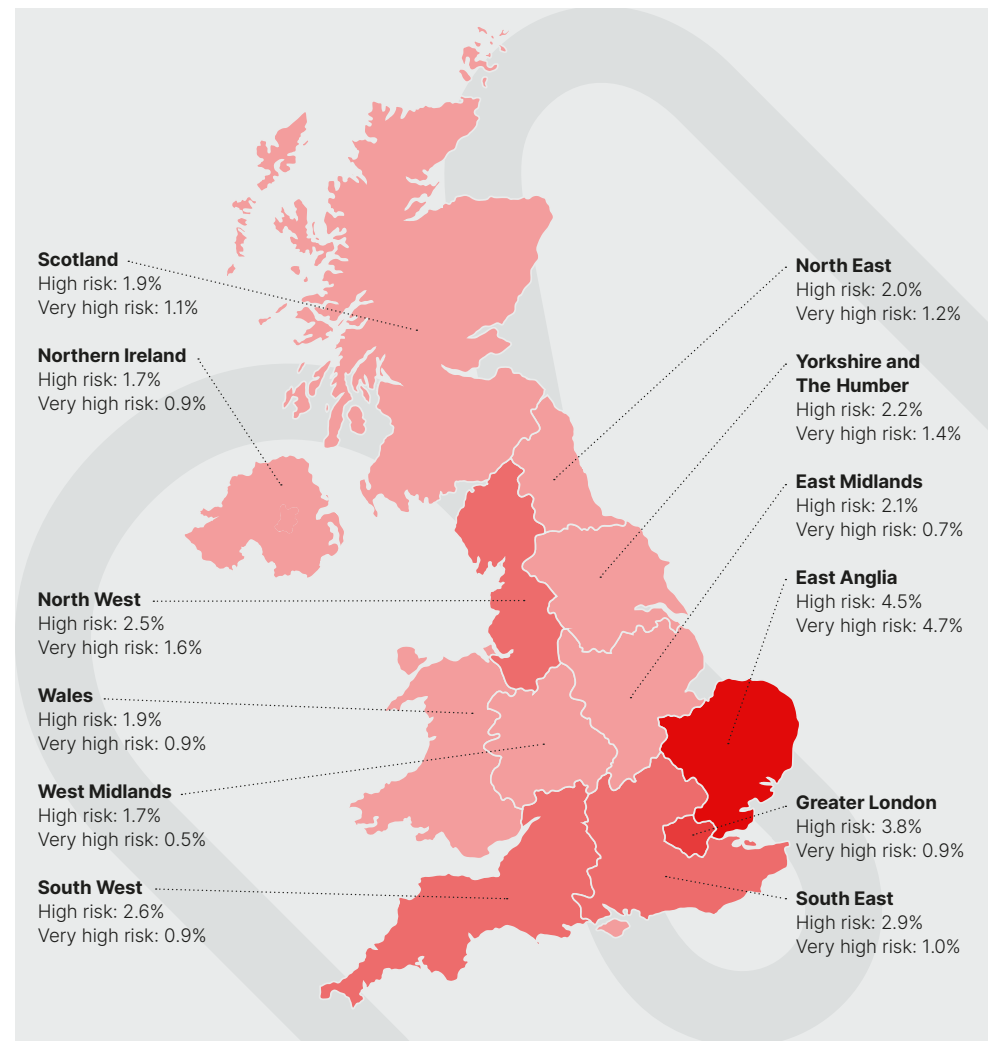 Scotland
High risk: 1.9%
Very high risk: 1.1%
Northern Ireland
High risk: 1.7%
Very high risk: 0.9%
North West
High risk: 2.5%
Very high risk: 1.6%
Wales
High risk: 1.9%
Very high risk: 0.9%
West Midlands
High risk: 1.7%
Very high risk: 0.5%
South West
High risk: 2.6%
Very high risk: 0.9%
North East
High risk: 2.0%
Very high risk: 1.2%
Yorkshire and
The Humber
High risk: 2.2%
Very high risk: 1.4%
East Midlands
High risk: 2.1%
Very high risk: 0.7%
East Anglia
High risk: 4.5%
Very high risk: 4.7%
Greater London
High risk: 3.8%
Very high risk: 0.9%
South East
High risk: 2.9%
Very high risk: 1.0%